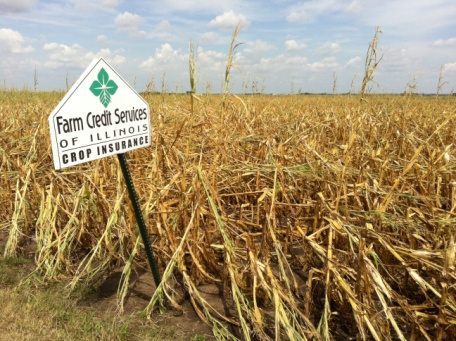 Farm Credit Services
OF ILLINOIS
CROP INSURANCE